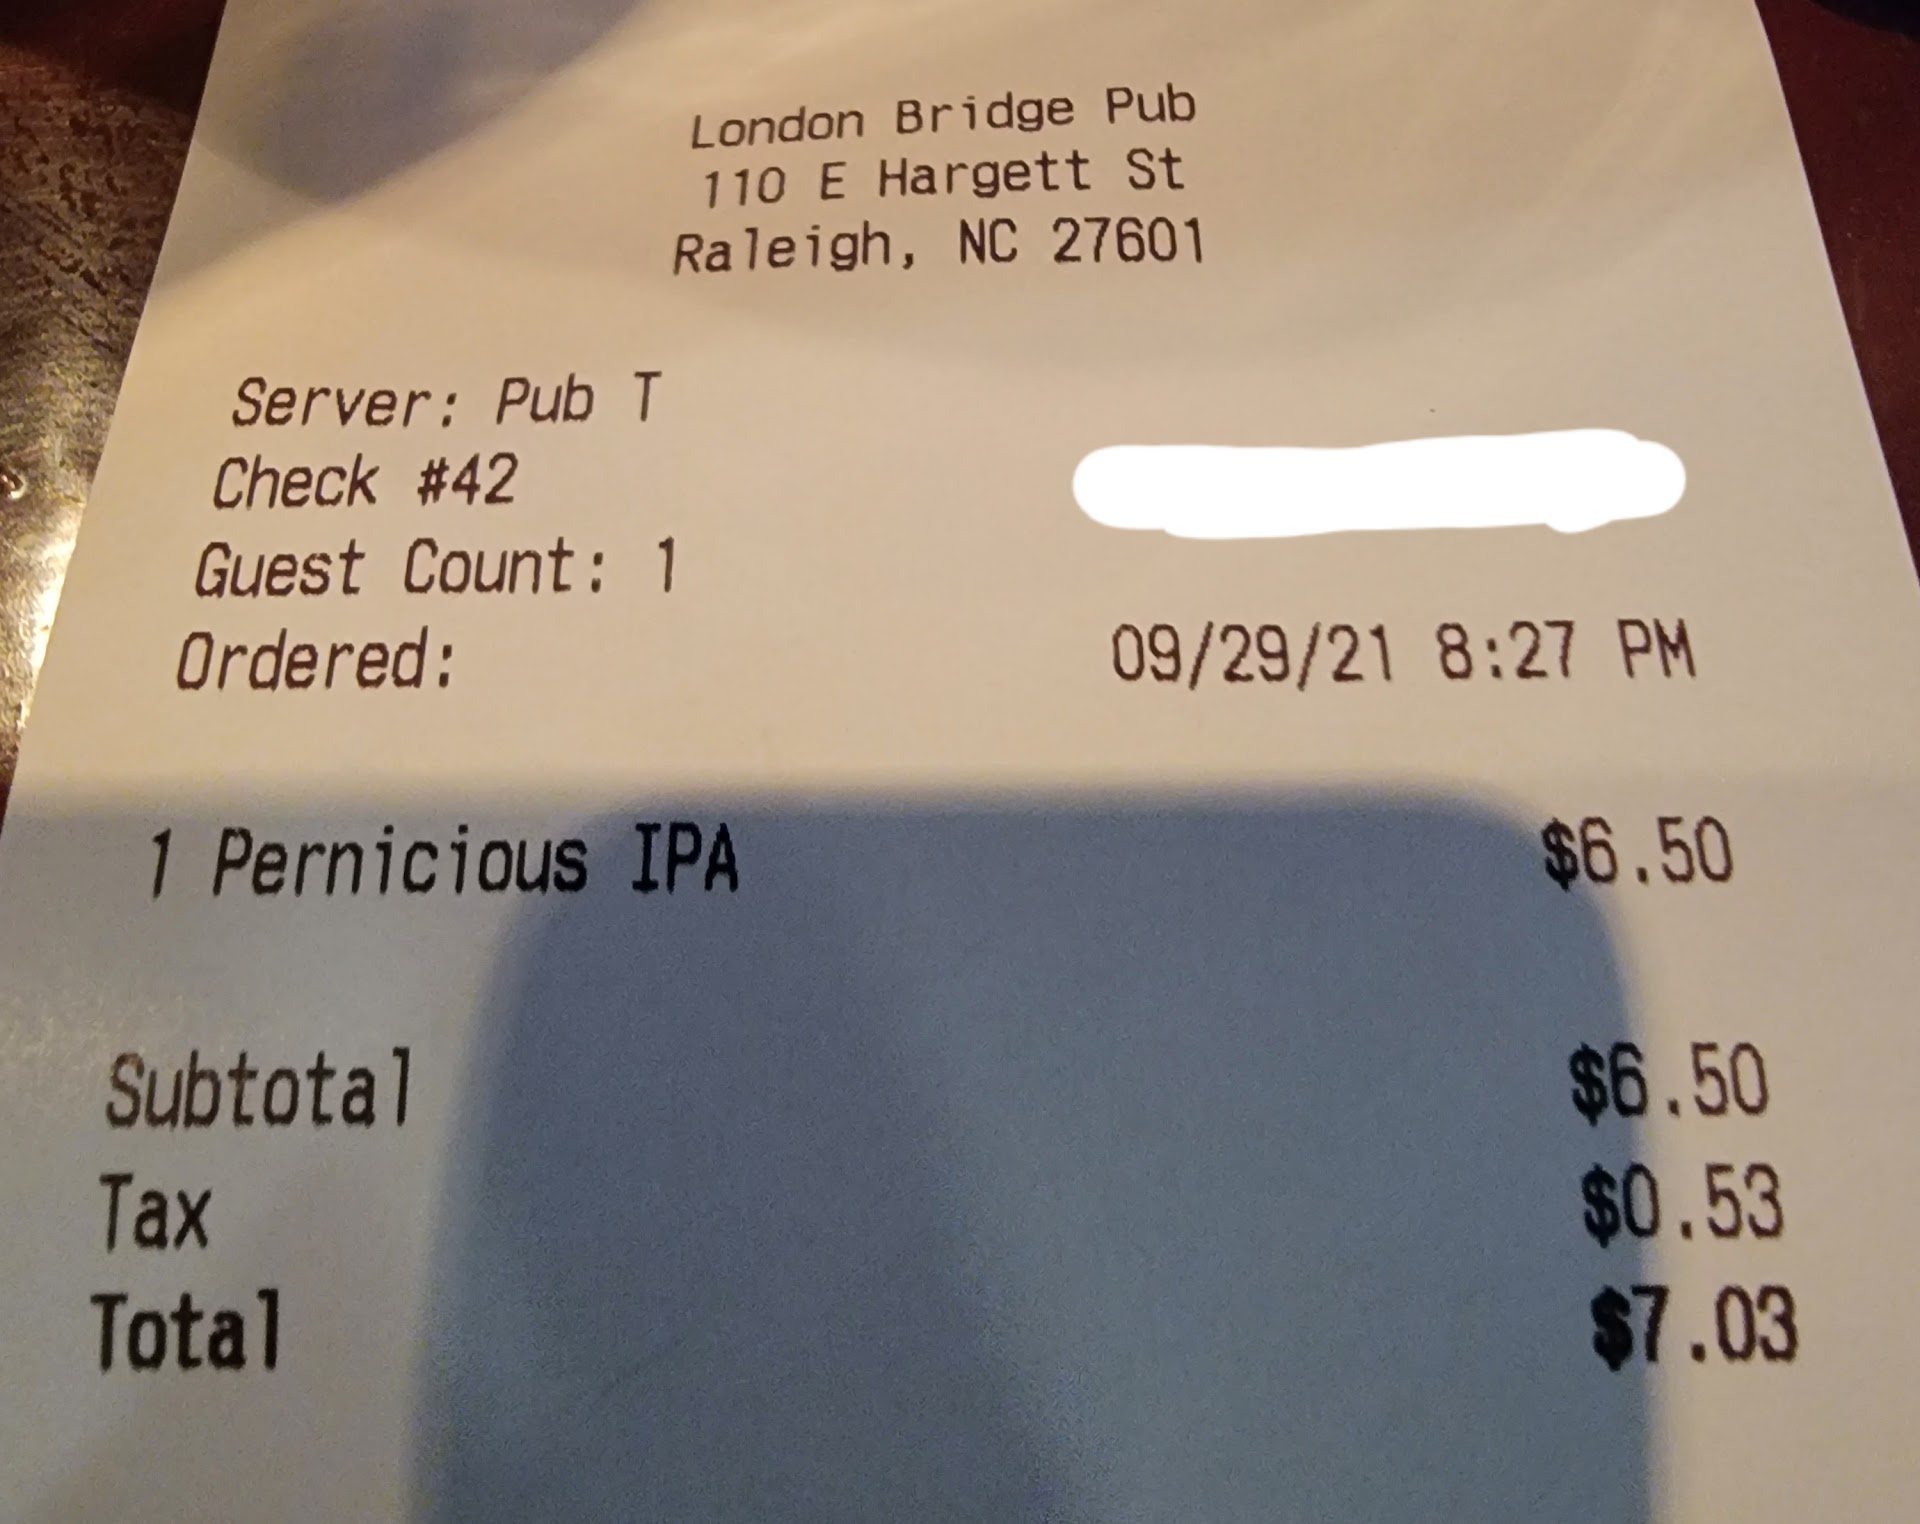 London Bridge Pub
110 E Hargett St
Raleigh, NC 27601
Server: Pub T
Check #42
Guest Count: 1
Ordered: 09/29/21 8:27 PM
1 Pernicious IPA $6.50
Subtotal $6.50
Tax $0.53
Total $7.03